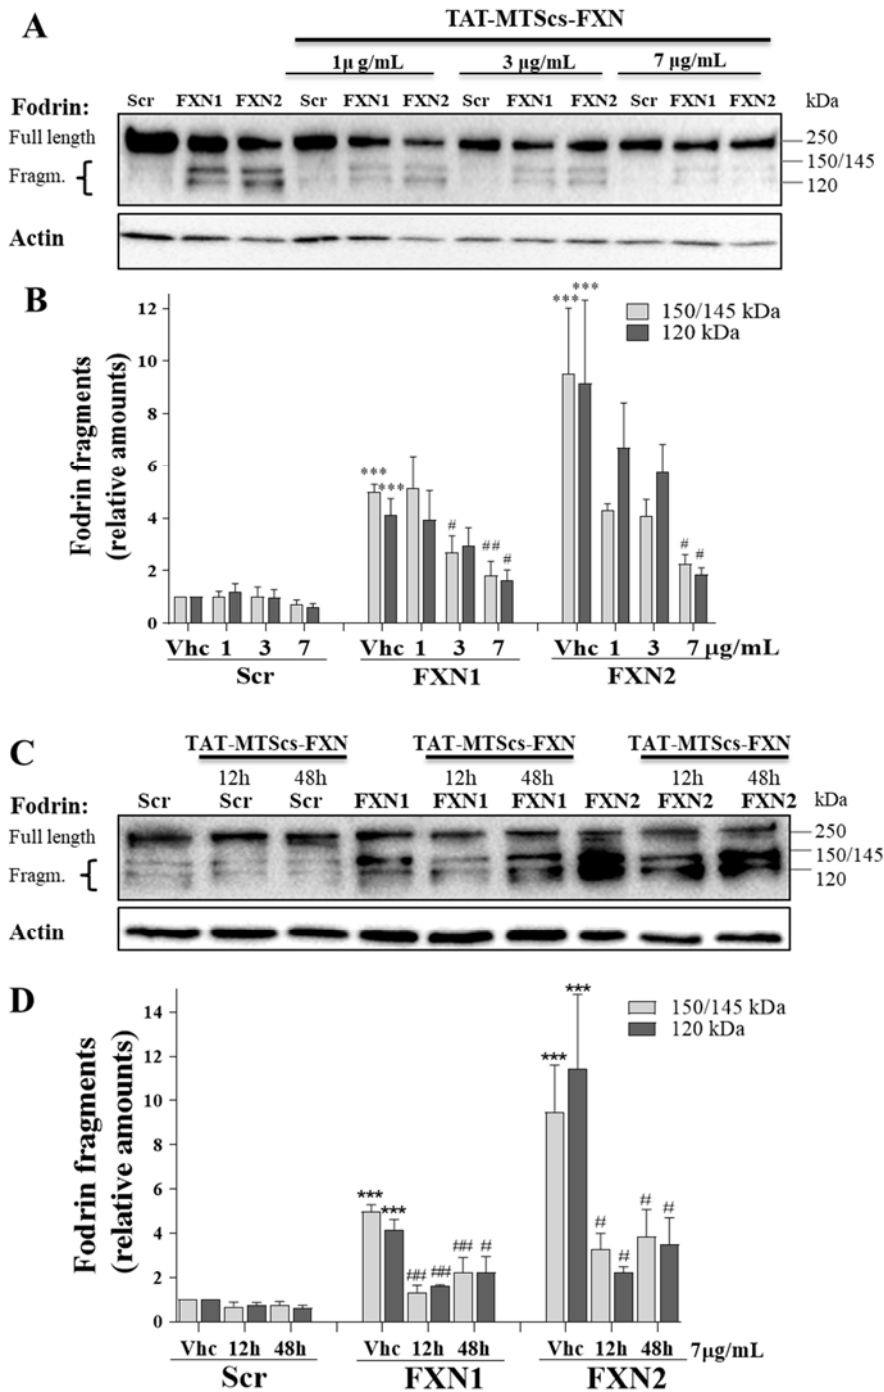 A
TAT-MTScs-FXN
1μ g/mL 3 μg/mL 7 μg/mL
Fodrin: Scr FXN1 FXN2 Scr FXN1 FXN2 Scr FXN1 FXN2 Scr FXN1 FXN2 kDa
Full length 250
Fragm. { 150/145
120
Actin
B
*** ***
150/145 kDa
120 kDa
Fodrin fragments
(relative amounts)
12
10
8
6
4
2
0
*** *** # ## # # #
Vhc 1 3 7 Vhc 1 3 7 Vhc 1 3 7 μg/mL
Scr FXN1 FXN2
C
TAT-MTScs-FXN TAT-MTScs-FXN TAT-MTScs-FXN
12h 48h 12h 48h 12h 48h
Fodrin: Scr Scr Scr FXN1 FXN1 FXN1 FXN2 FXN2 FXN2 kDa
Full length 250
Fragm. { 150/145
120
Actin
D
*** ***
150/145 kDa
120 kDa
Fodrin fragments
(relative amounts)
14
12
10
8
6
4
2
0
*** *** ## ## ## # # # # #
Vhc 12h 48h Vhc 12h 48h Vhc 12h 48h 7μg/mL
Scr FXN1 FXN2